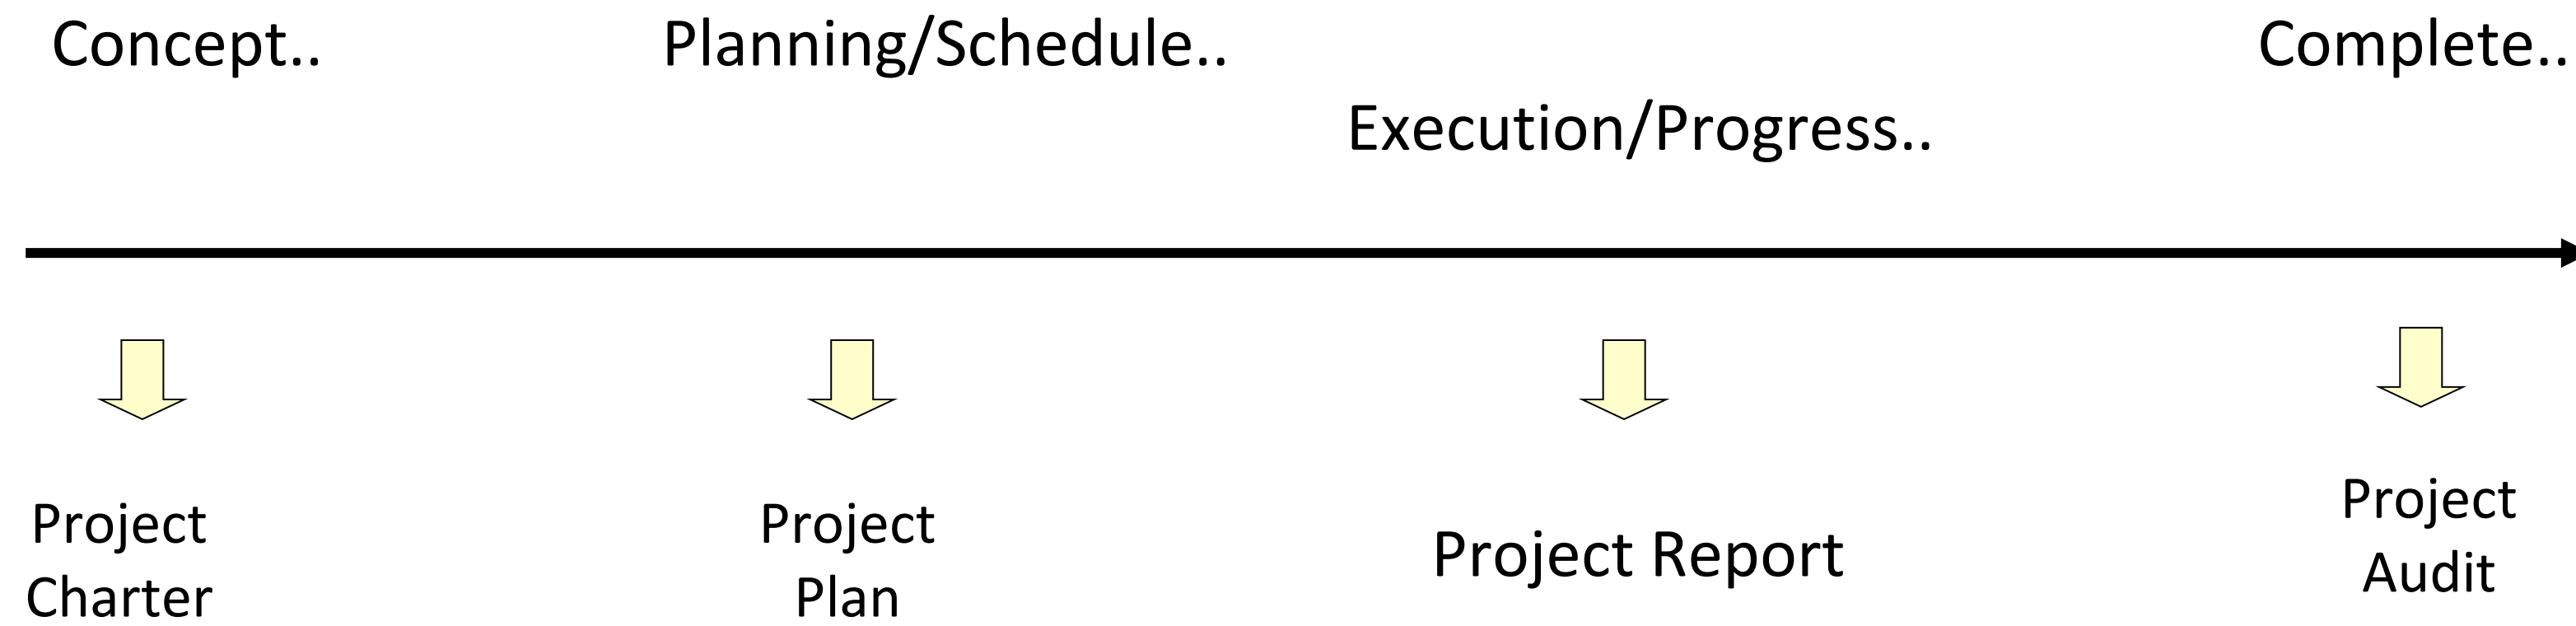 Concept..
Planning/Schedule..
Complete..
Execution/Progress..
Project
Charter
Project
Plan
Project Report
Project
Audit